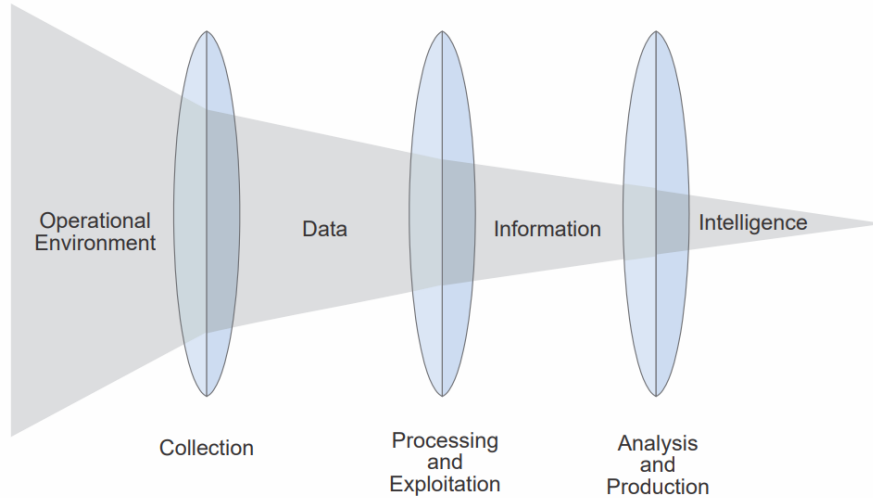 Operational
Environment
Data
Information
Intelligence
Collection
Processing
and
Exploitation
Analysis
and
Production